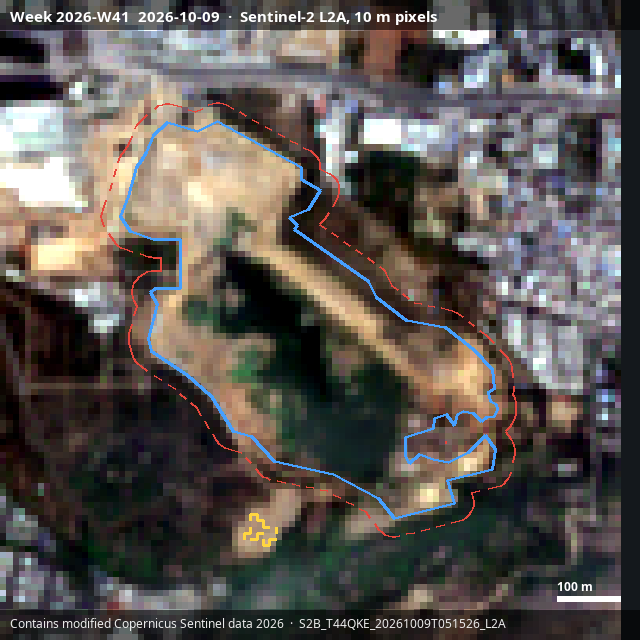 Week 2026-W41 2026-10-09 · Sentinel-2 L2A, 10 m pixels
100 m
Contains modified Copernicus Sentinel data 2026 · S2B_T44QKE_20261009T051526_L2A